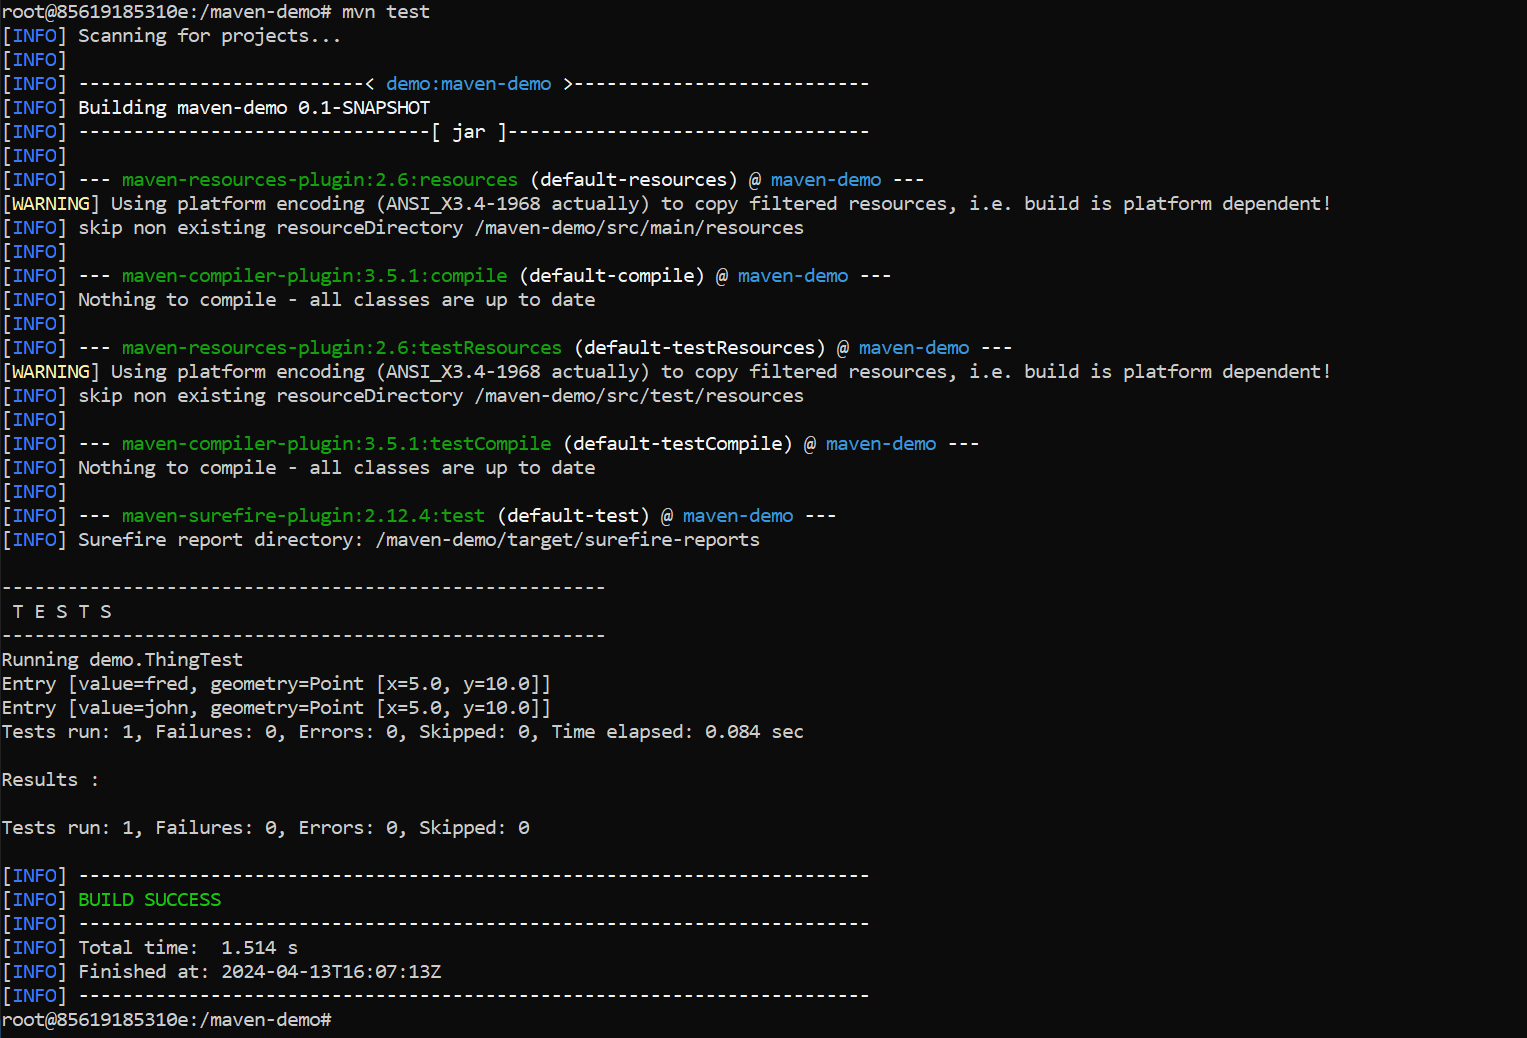 root@85619185310e:/maven-demo# mvn test
[INFO] Scanning for projects...
[INFO]
[INFO] --------------------------< demo:maven-demo >---------------------------
[INFO] Building maven-demo 0.1-SNAPSHOT
[INFO] --------------------------------[ jar ]---------------------------------
[INFO]
[INFO] --- maven-resources-plugin:2.6:resources (default-resources) @ maven-demo ---
[WARNING] Using platform encoding (ANSI_X3.4-1968 actually) to copy filtered resources, i.e. build is platform dependent!
[INFO] skip non existing resourceDirectory /maven-demo/src/main/resources
[INFO]
[INFO] --- maven-compiler-plugin:3.5.1:compile (default-compile) @ maven-demo ---
[INFO] Nothing to compile - all classes are up to date
[INFO]
[INFO] --- maven-resources-plugin:2.6:testResources (default-testResources) @ maven-demo ---
[WARNING] Using platform encoding (ANSI_X3.4-1968 actually) to copy filtered resources, i.e. build is platform dependent!
[INFO] skip non existing resourceDirectory /maven-demo/src/test/resources
[INFO]
[INFO] --- maven-compiler-plugin:3.5.1:testCompile (default-testCompile) @ maven-demo ---
[INFO] Nothing to compile - all classes are up to date
[INFO]
[INFO] --- maven-surefire-plugin:2.12.4:test (default-test) @ maven-demo ---
[INFO] Surefire report directory: /maven-demo/target/surefire-reports
-------------------------------------------------------
 T E S T S
-------------------------------------------------------
Running demo.ThingTest
Entry [value=fred, geometry=Point [x=5.0, y=10.0]]
Entry [value=john, geometry=Point [x=5.0, y=10.0]]
Tests run: 1, Failures: 0, Errors: 0, Skipped: 0, Time elapsed: 0.084 sec
Results :
Tests run: 1, Failures: 0, Errors: 0, Skipped: 0
[INFO] ------------------------------------------------------------------------
[INFO] BUILD SUCCESS
[INFO] ------------------------------------------------------------------------
[INFO] Total time:  1.514 s
[INFO] Finished at: 2024-04-13T16:07:13Z
[INFO] ------------------------------------------------------------------------
root@85619185310e:/maven-demo#